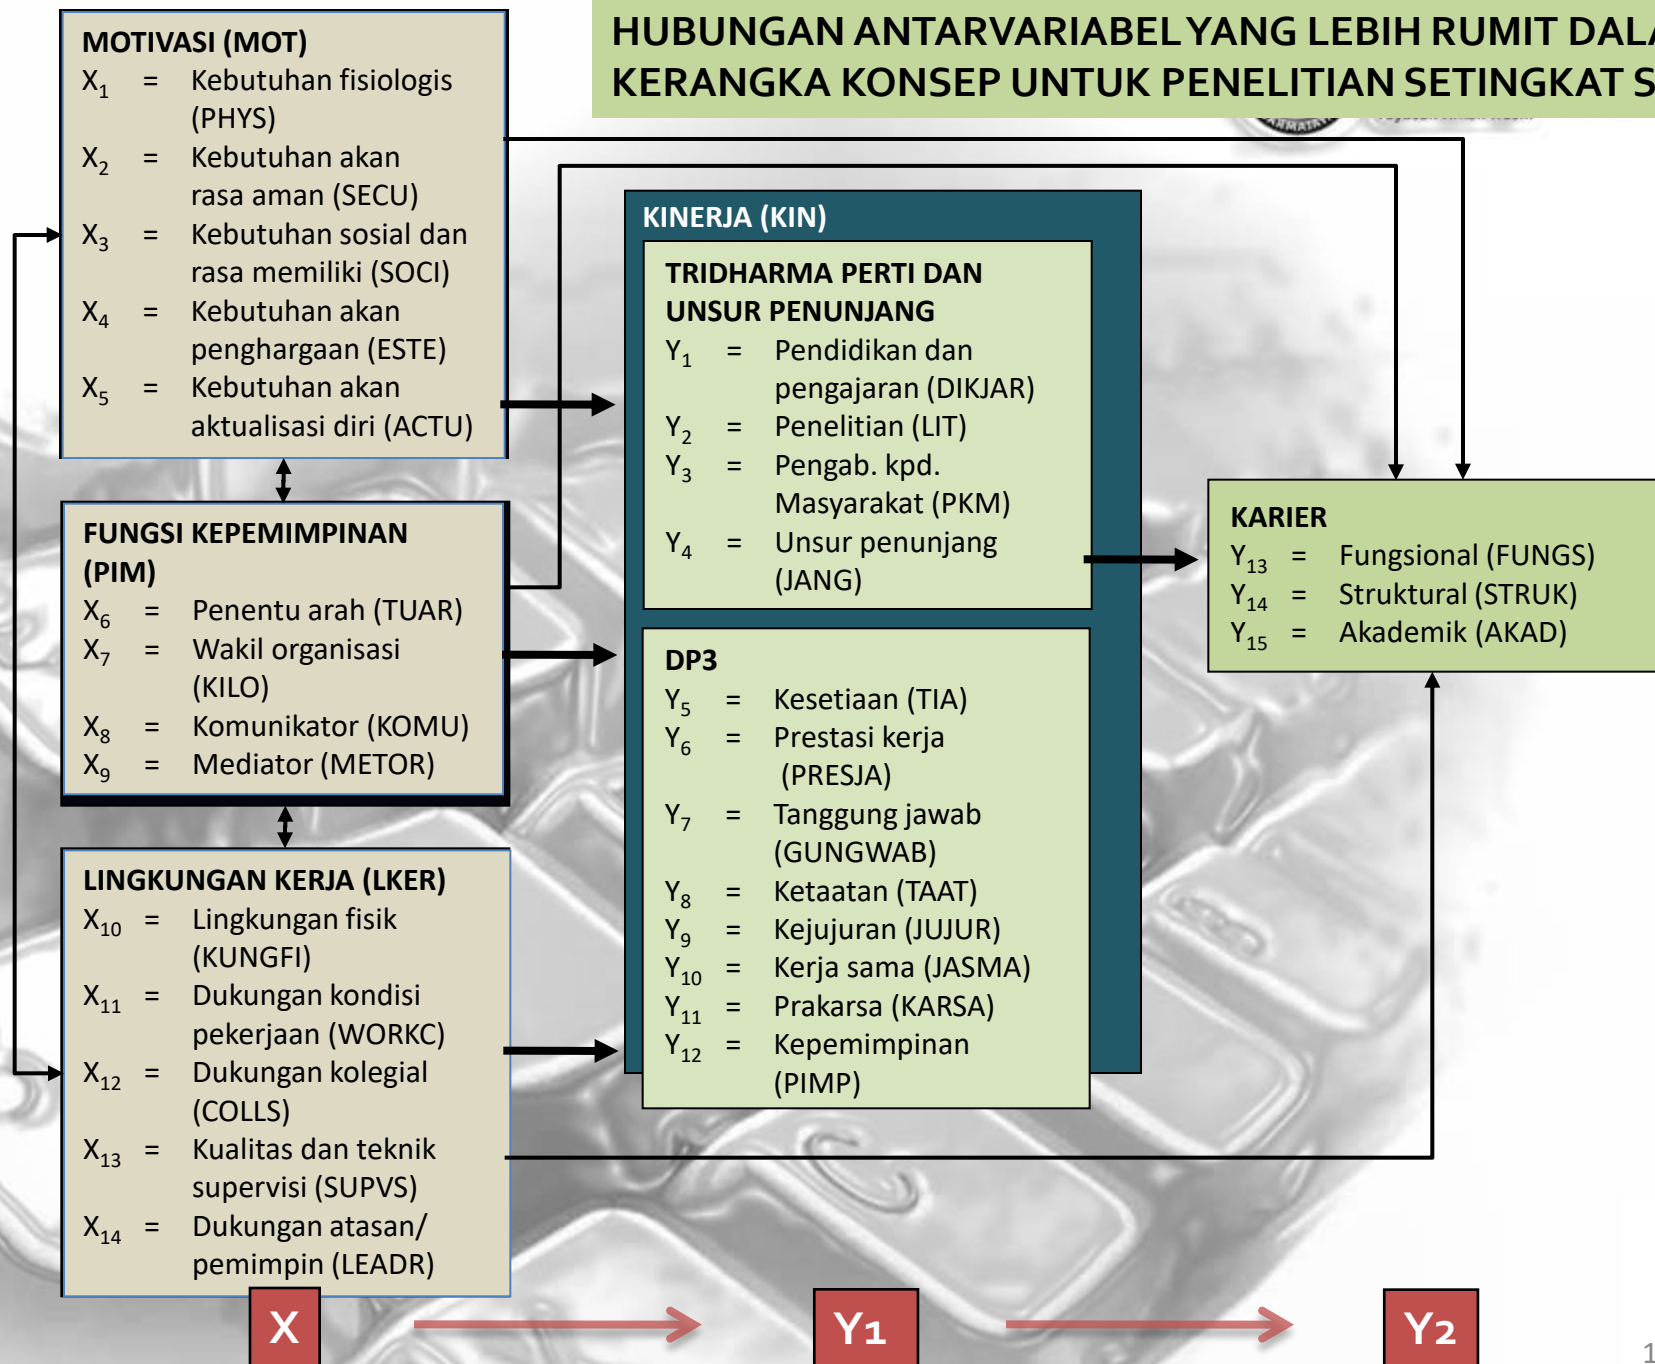 HUBUNGAN ANTARVARIABEL YANG LEBIH RUMIT DALA
KERANGKA KONSEP UNTUK PENELITIAN SETINGKAT S
MOTIVASI (MOT)
X₁ = Kebutuhan fisiologis
(PHYS)
X₂ = Kebutuhan akan
rasa aman (SECU)
X₃ = Kebutuhan sosial dan
rasa memiliki (SOCI)
X₄ = Kebutuhan akan
penghargaan (ESTE)
X₅ = Kebutuhan akan
aktualisasi diri (ACTU)
FUNGSI KEPEMIMPINAN
(PIM)
X₆ = Penentu arah (TUAR)
X₇ = Wakil organisasi
(KILO)
X₈ = Komunikator (KOMU)
X₉ = Mediator (METOR)
LINGKUNGAN KERJA (LKER)
X₁₀ = Lingkungan fisik
(KUNGFI)
X₁₁ = Dukungan kondisi
pekerjaan (WORKC)
X₁₂ = Dukungan kolegial
(COLLS)
X₁₃ = Kualitas dan teknik
supervisi (SUPVS)
X₁₄ = Dukungan atasan/
pemimpin (LEADR)
KINERJA (KIN)
TRIDHARMA PERTI DAN
UNSUR PENUNJANG
Y₁ = Pendidikan dan
pengajaran (DIKJAR)
Y₂ = Penelitian (LIT)
Y₃ = Pengab. kpd.
Masyarakat (PKM)
Y₄ = Unsur penunjang
(JANG)
DP3
Y₅ = Kesetiaan (TIA)
Y₆ = Prestasi kerja
(PRESJA)
Y₇ = Tanggung jawab
(GUNGWAB)
Y₈ = Ketaatan (TAAT)
Y₉ = Kejujuran (JUJUR)
Y₁₀ = Kerja sama (JASMA)
Y₁₁ = Prakarsa (KARSA)
Y₁₂ = Kepemimpinan
(PIMP)
KARIER
Y₁₃ = Fungsional (FUNGS)
Y₁₄ = Struktural (STRUK)
Y₁₅ = Akademik (AKAD)
X
Y1
Y2
1